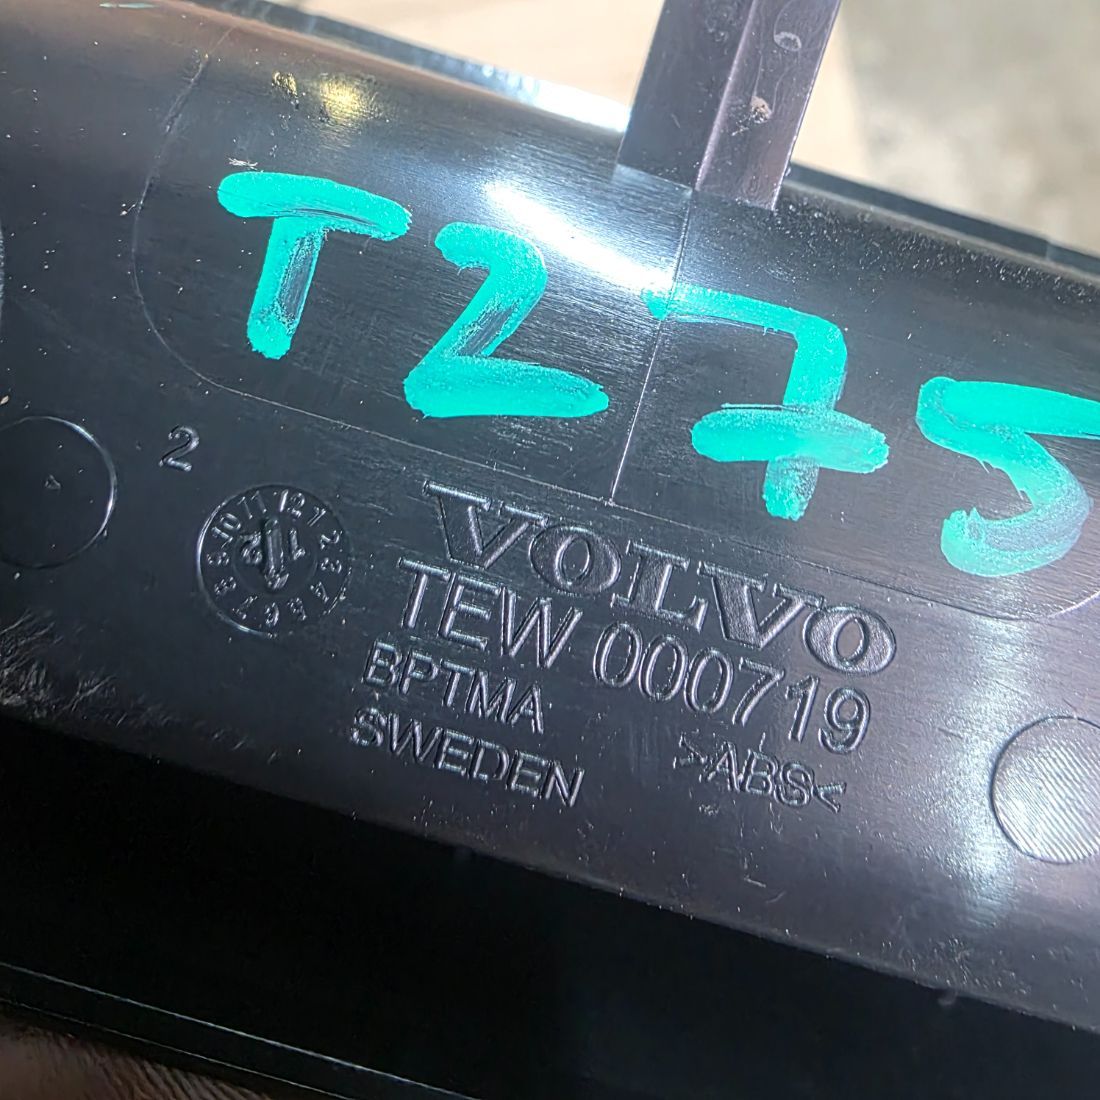 T275
2
VOLVO
TEW 000719
BPTMA
SWEDEN
>ABS<